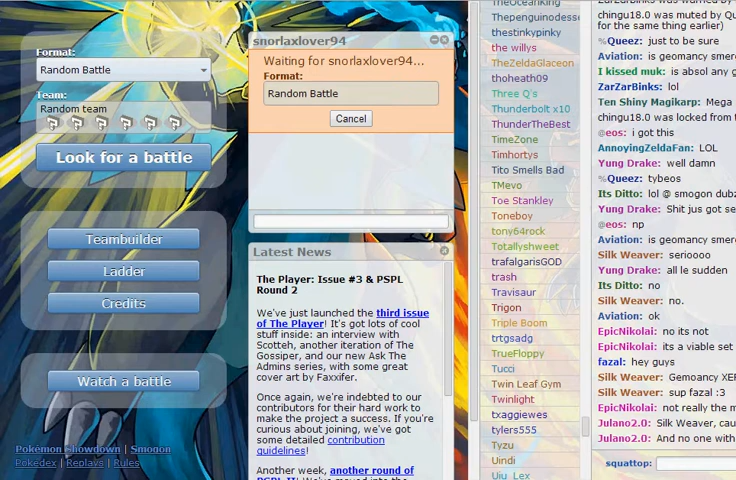 Format:
Random Battle
Team:
Random team
Look for a battle
Teambuilder
Ladder
Credits
Watch a battle
Pokémon Showdown | Smogon
Pokédex | Replays | Rules
snorlaxlover94
Waiting for snorlaxlover94...
Format:
Random Battle
Cancel
Latest News
The Player: Issue #3 & PSPL
Round 2
We've just launched the third issue
of The Player! It's got lots of cool
stuff inside: an interview with
Scotteh, another iteration of The
Gossiper, and our new Ask The
Admins series, with some great
cover art by Faxxifer.
Once again, we're indebted to our
contributors for their hard work to
make the project a success. If you're
curious about joining, we've got
some detailed contribution
guidelines!
Another week, another round of
TheOceanKing
Thepenguinodesse
thestinkypinky
the willys
TheZeldaGlaceon
thoheath09
Three Q's
Thunderbolt x10
ThunderTheBest
TimeZone
Timhortys
Tito Smells Bad
TMevo
Toe Stankley
Toneboy
tony64rock
Totallyshweet
trafalgarisGOD
trash
Travisaur
Trigon
Triple Boom
trtgsadg
TrueFloppy
Tucci
Twin Leaf Gym
Twinlight
txaggiewes
tylers555
Tyzu
Uindi
Uiu_Lex
ZarZarBinks was warned by
chingu18.0 was muted by Qu
for the same thing earlier)
%Queez: just to be sure
Aviation: is geomancy smer
I kissed muk: is absol any g
ZarZarBinks: lol
Ten Shiny Magikarp: Mega
chingu18.0 was locked from t
@eos: i got this
AnnoyingZeldaFan: LOL
Yung Drake: well damn
%Queez: tybeos
Its Ditto: lol @ smogon dubz
Yung Drake: Shit jus got se
@eos: np
Aviation: is geomancy smerg
Silk Weaver: serioooo
Yung Drake: all le sudden
Its Ditto: no
Silk Weaver: no.
Aviation: ok
EpicNikolai: no its not
EpicNikolai: its a viable set
fazal: hey guys
Silk Weaver: Gemoancy XER
Silk Weaver: sup fazal :3
EpicNikolai: not really the m
Julano2.0: Silk Weaver, cau
Julano2.0: And no one with
squattop: